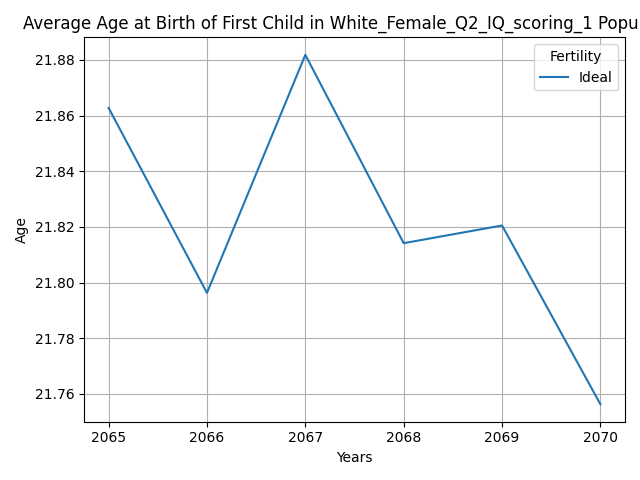 Average Age at Birth of First Child in White_Female_Q2_IQ_scoring_1 Popu
21.88
21.86
21.84
21.82
21.80
21.78
21.76
Age
Fertility
Ideal
2065 2066 2067 2068 2069 2070
Years